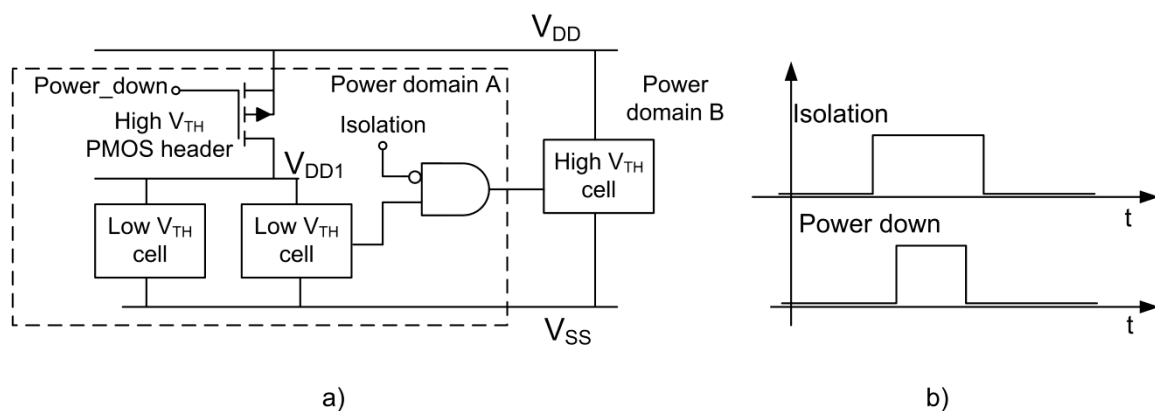 VDD
Power_down
Power domain A
Power
domain B
High VTH
PMOS header
Isolation
VDD1
Low VTH
cell
Low VTH
cell
High VTH
cell
VSS
a)
Isolation
t
Power down
t
b)